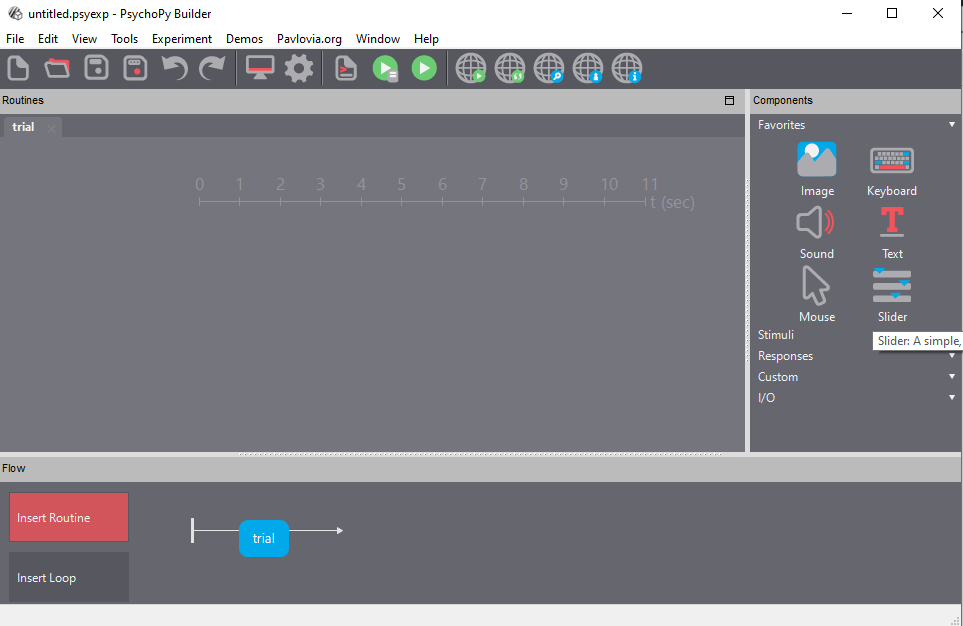 untitled.psyexp - PsychoPy Builder
File Edit View Tools Experiment Demos Pavlovia.org Window Help
Routines
trial
0 1 2 3 4 5 6 7 8 9 10 11
t (sec)
Components
Favorites
Image Keyboard
Sound Text
Mouse Slider
Stimuli
Slider: A simple,
Responses
Custom
I/O
Flow
Insert Routine
trial
Insert Loop